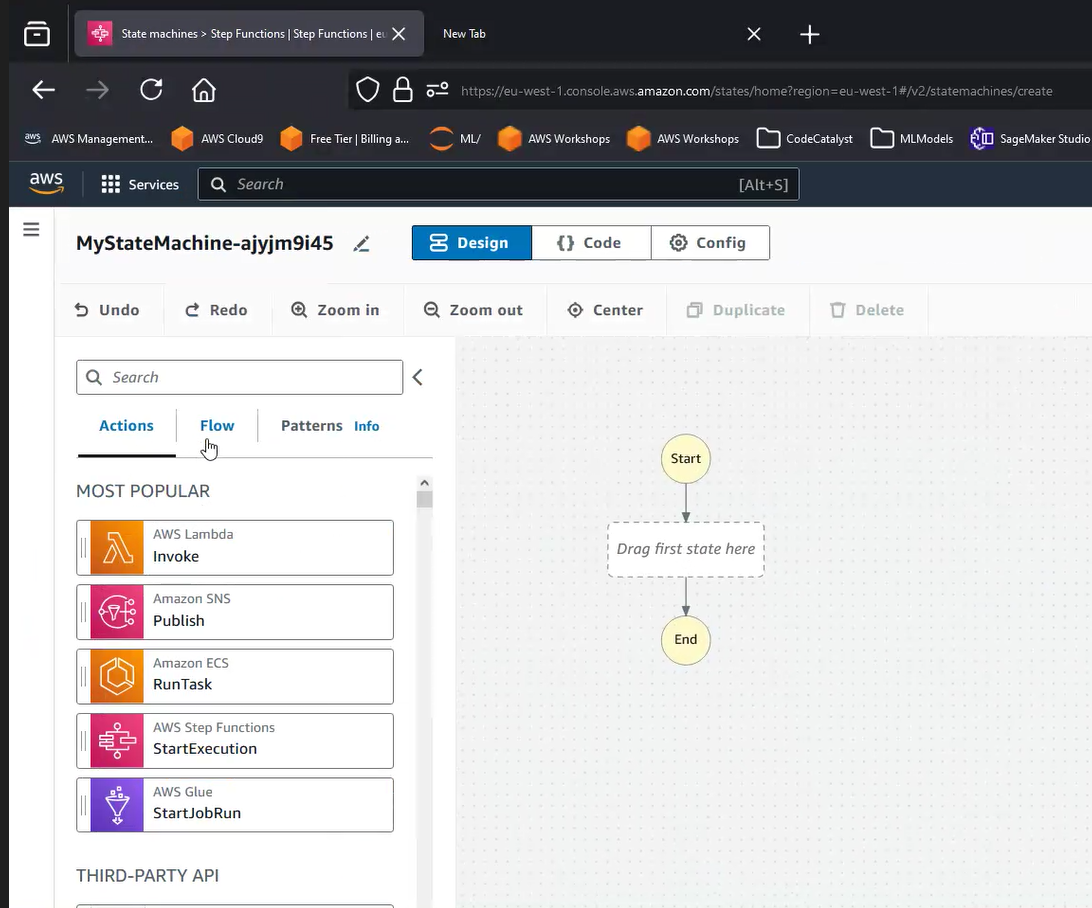 State machines > Step Functions | Step Functions | eu
New Tab
https://eu-west-1.console.aws.amazon.com/states/home?region=eu-west-1#/v2/statemachines/create
aws AWS Management... AWS Cloud9 Free Tier | Billing a... ML/ AWS Workshops AWS Workshops CodeCatalyst MLModels SageMaker Studio
aws Services Search [Alt+S]
MyStateMachine-ajyjm9i45 Design {} Code Config
Undo Redo Zoom in Zoom out Center Duplicate Delete
Search
Actions Flow Patterns Info
MOST POPULAR
AWS Lambda
Invoke
Amazon SNS
Publish
Amazon ECS
RunTask
AWS Step Functions
StartExecution
AWS Glue
StartJobRun
THIRD-PARTY API
Start
Drag first state here
End